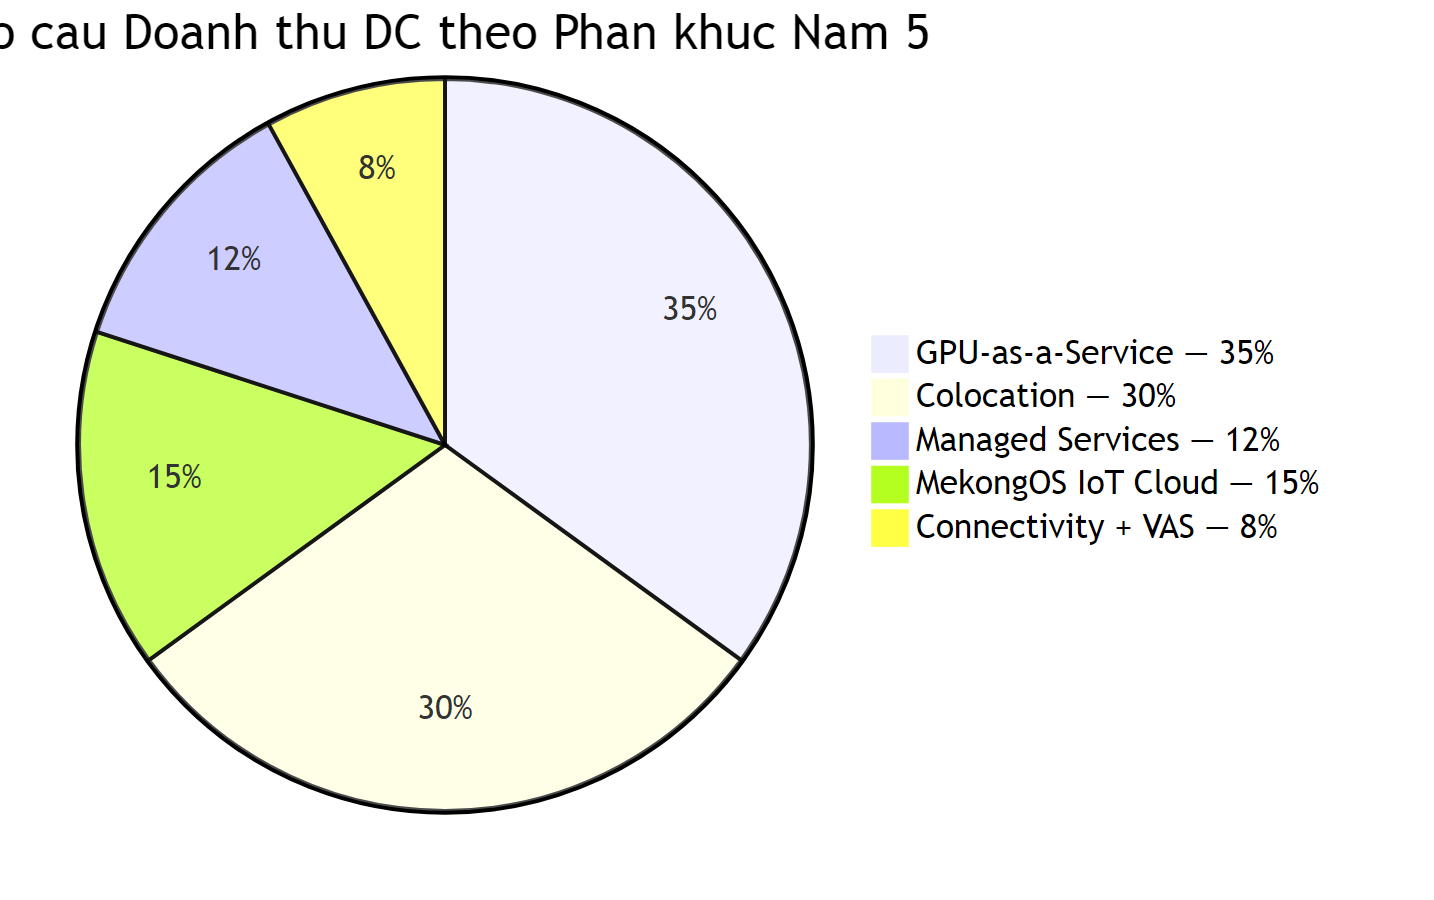 cau Doanh thu DC theo Phan khuc Nam 5
8%
12%
35%
15%
30%
GPU-as-a-Service — 35%
Colocation — 30%
Managed Services — 12%
MekongOS IoT Cloud — 15%
Connectivity + VAS — 8%